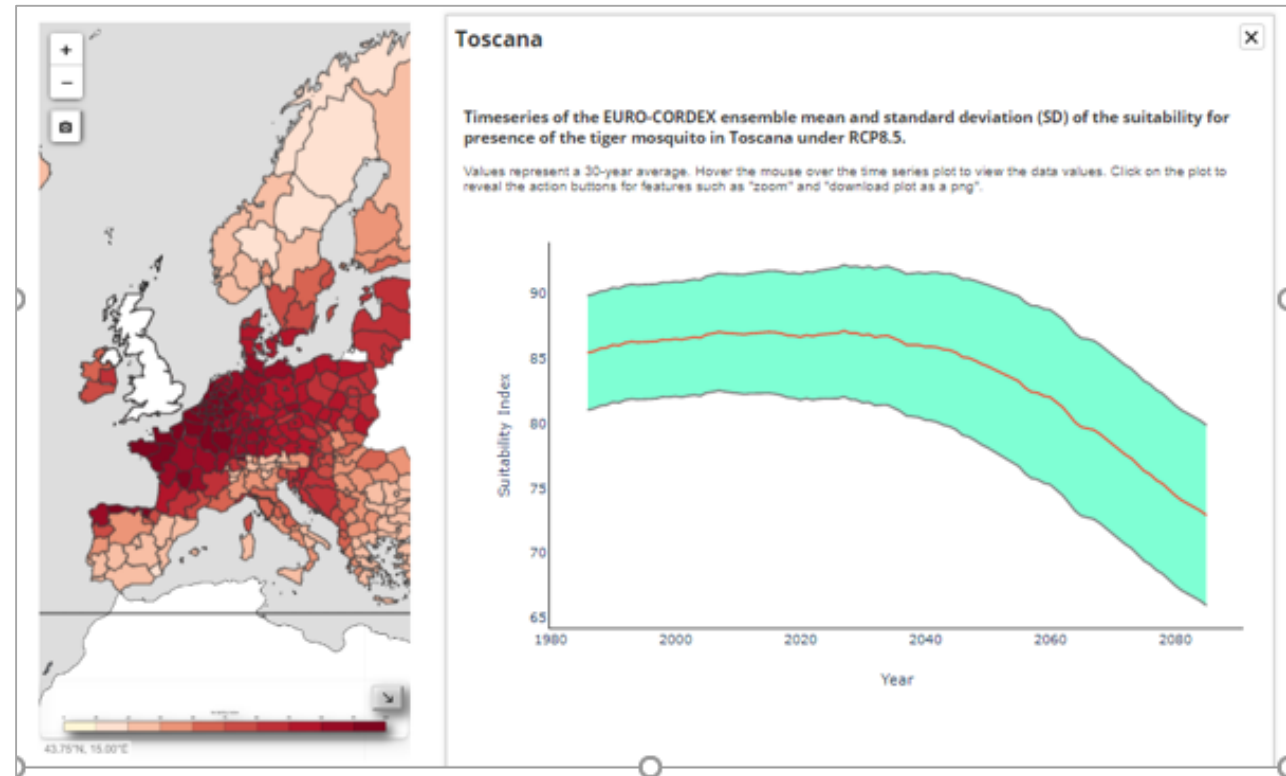 +
−
43.75°N, 15.00°E
Toscana
Timeseries of the EURO-CORDEX ensemble mean and standard deviation (SD) of the suitability for
presence of the tiger mosquito in Toscana under RCP8.5.
Values represent a 30-year average. Hover the mouse over the time series plot to view the data values. Click on the plot to
reveal the action buttons for features such as "zoom" and "download plot as a png".
Suitability Index
90
85
80
75
70
65
1980
2000
2020
2040
2060
2080
Year